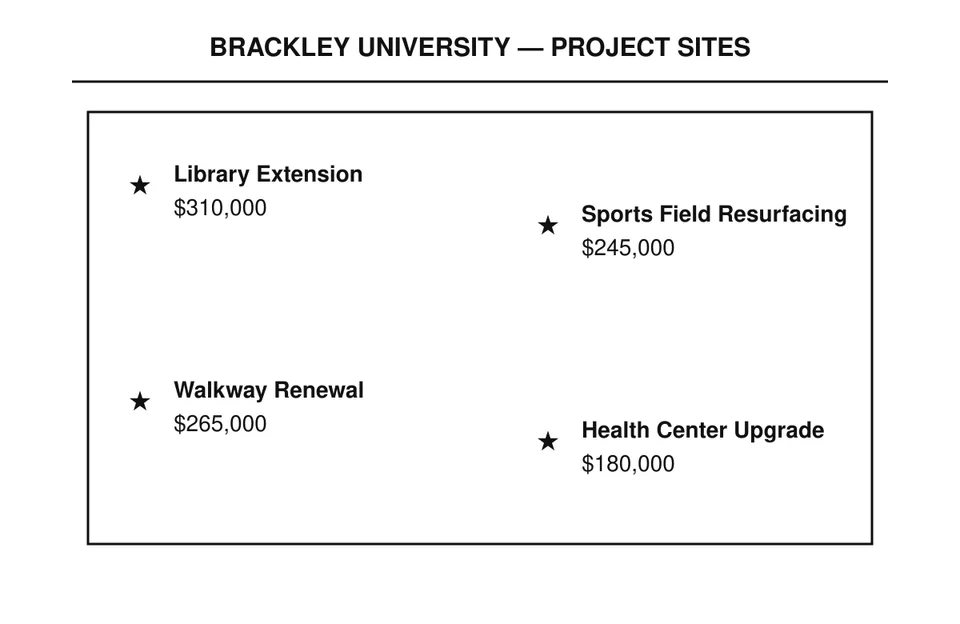 BRACKLEY UNIVERSITY — PROJECT SITES
★ Library Extension
$310,000
★ Sports Field Resurfacing
$245,000
★ Walkway Renewal
$265,000
★ Health Center Upgrade
$180,000